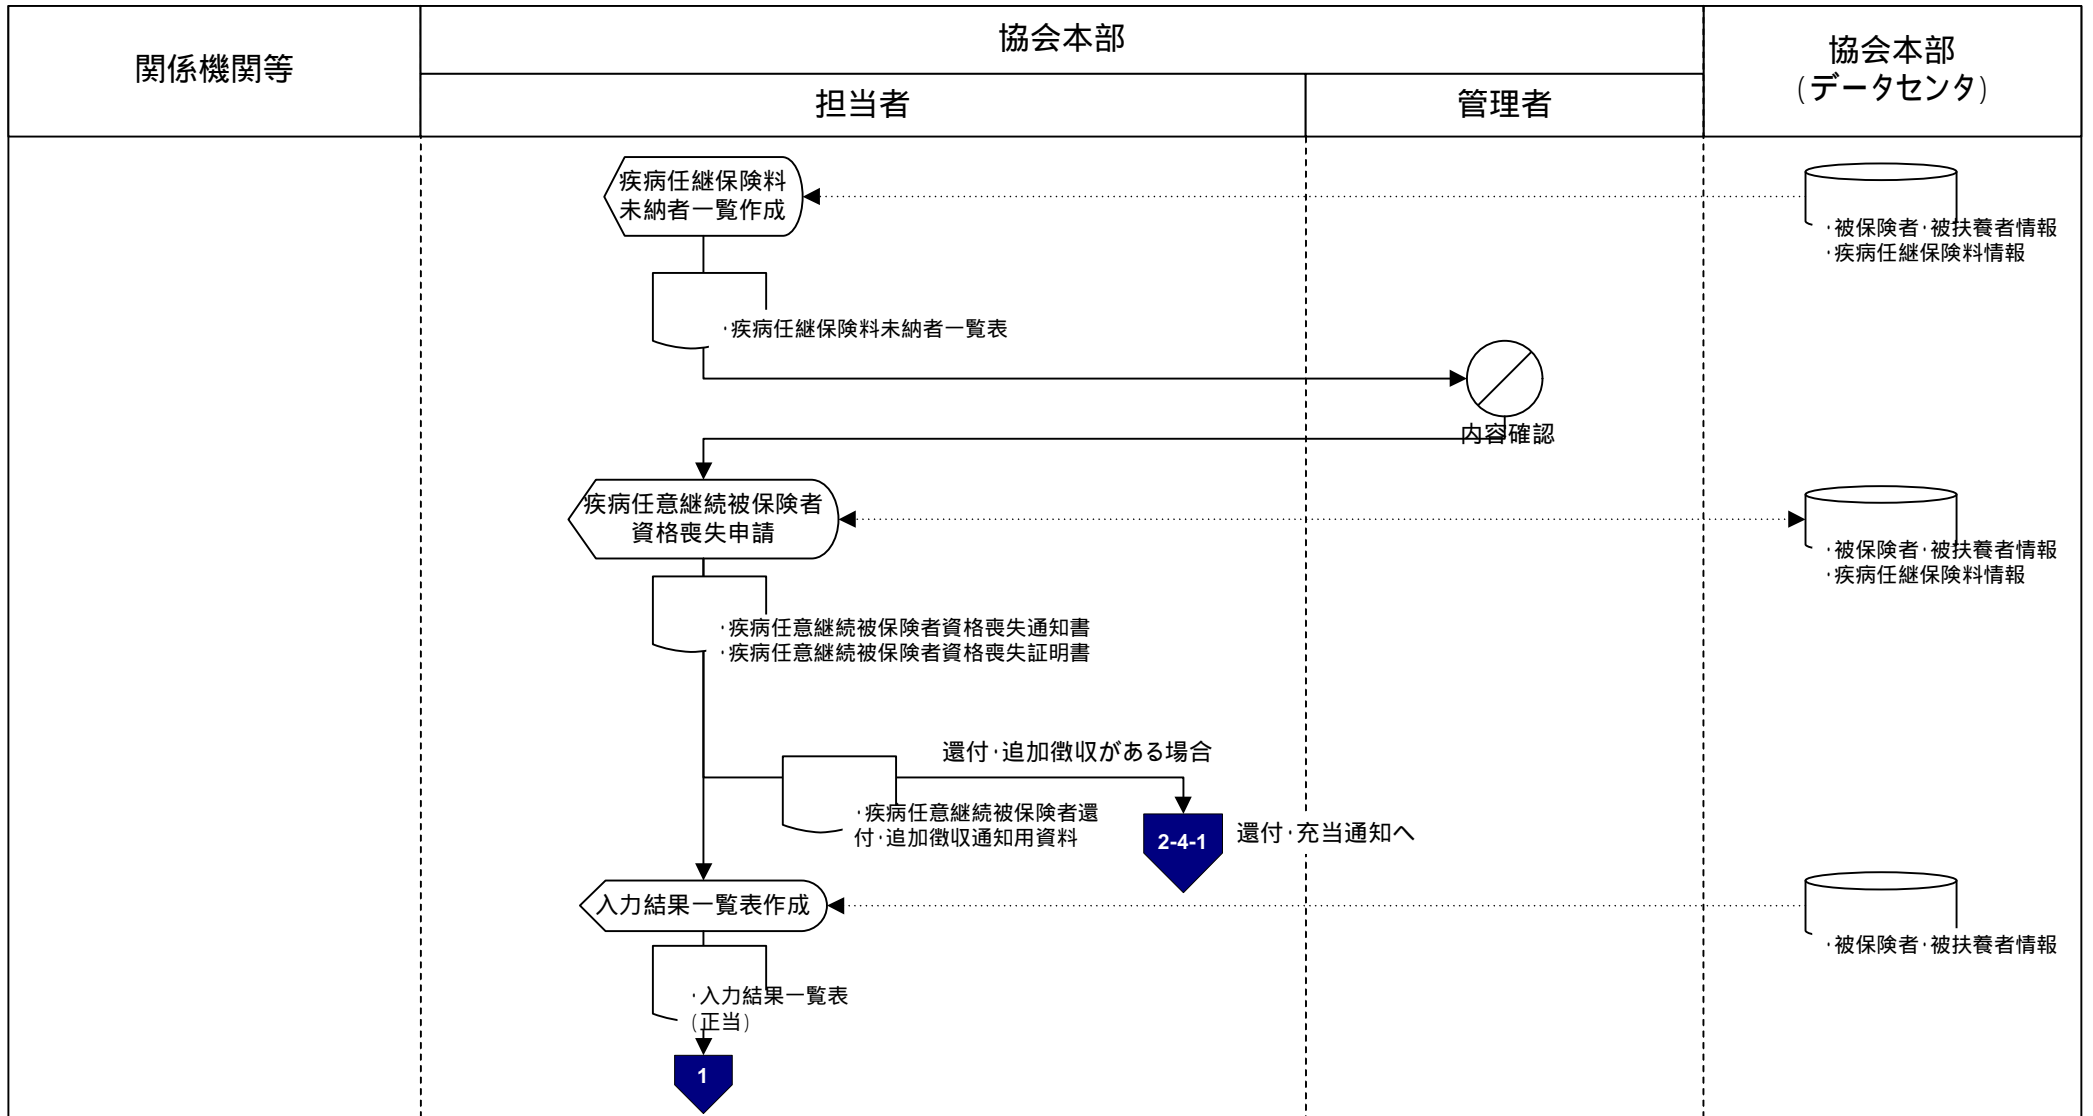 関係機関等
協会本部
担当者
管理者
協会本部
(データセンタ)
疾病任継保険料
未納者一覧作成
・被保険者・被扶養者情報
・疾病任継保険料情報
・疾病任継保険料未納者一覧表
内容確認
疾病任意継続被保険者
資格喪失申請
・被保険者・被扶養者情報
・疾病任継保険料情報
・疾病任意継続被保険者資格喪失通知書
・疾病任意継続被保険者資格喪失証明書
還付・追加徴収がある場合
・疾病任意継続被保険者還
付・追加徴収通知用資料
2-4-1
還付・充当通知へ
入力結果一覧表作成
・被保険者・被扶養者情報
・入力結果一覧表
(正当)
1